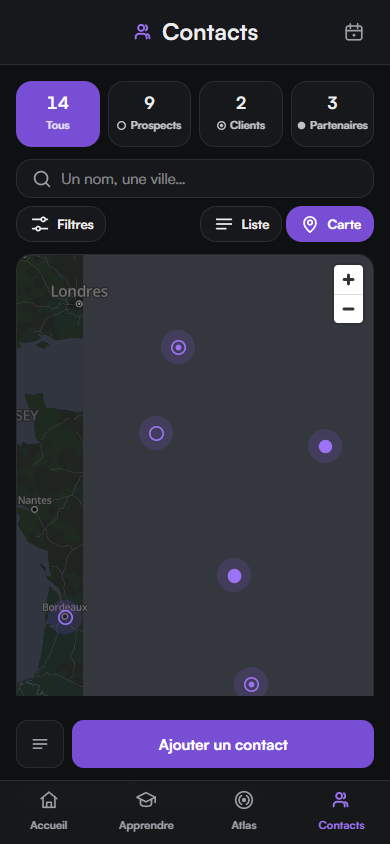 Contacts
14
Tous
9
Prospects
2
Clients
3
Partenaires
Un nom, une ville...
Filtres
Liste
Carte
Londres
SEY
Nantes
Bordeaux
Ajouter un contact
Accueil
Apprendre
Atlas
Contacts